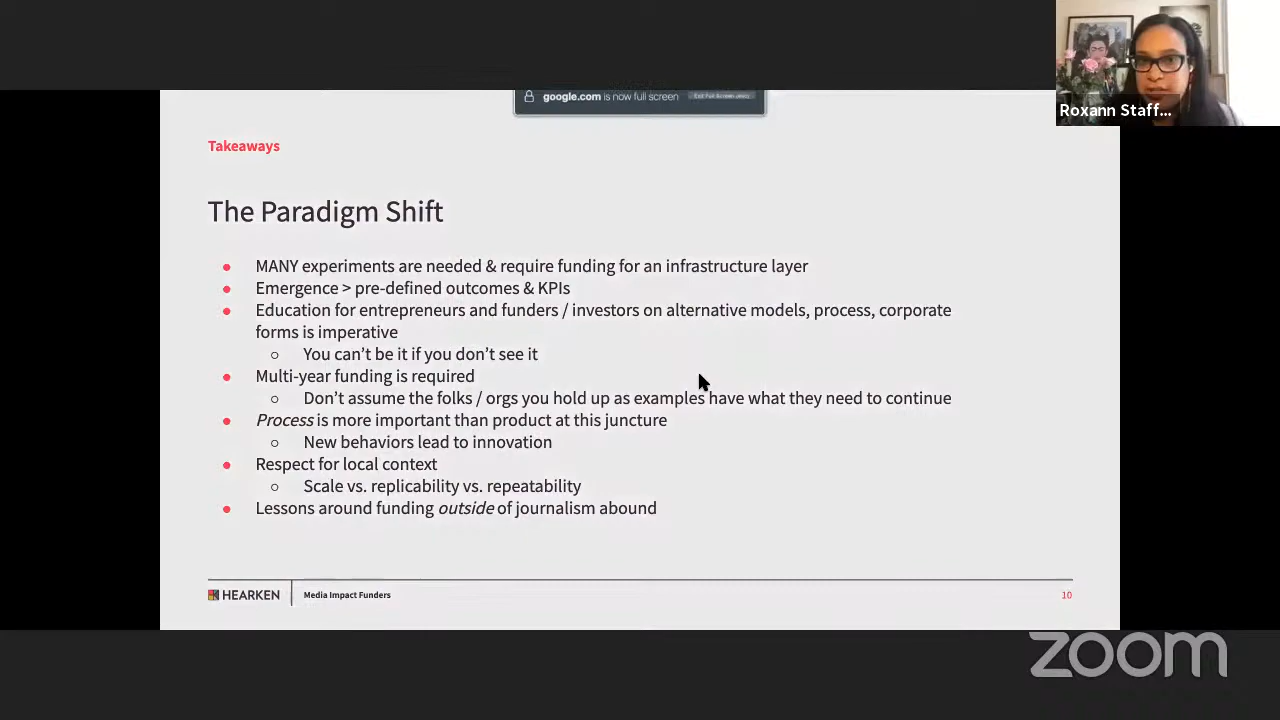 google.com is now full screen
Exit Full Screen (esc)
Roxann Staff...
Takeaways
The Paradigm Shift
● MANY experiments are needed & require funding for an infrastructure layer
● Emergence > pre-defined outcomes & KPIs
● Education for entrepreneurs and funders / investors on alternative models, process, corporate
forms is imperative
○ You can’t be it if you don’t see it
● Multi-year funding is required
○ Don’t assume the folks / orgs you hold up as examples have what they need to continue
● Process is more important than product at this juncture
○ New behaviors lead to innovation
● Respect for local context
○ Scale vs. replicability vs. repeatability
● Lessons around funding outside of journalism abound
HEARKEN
Media Impact Funders
10
zoom